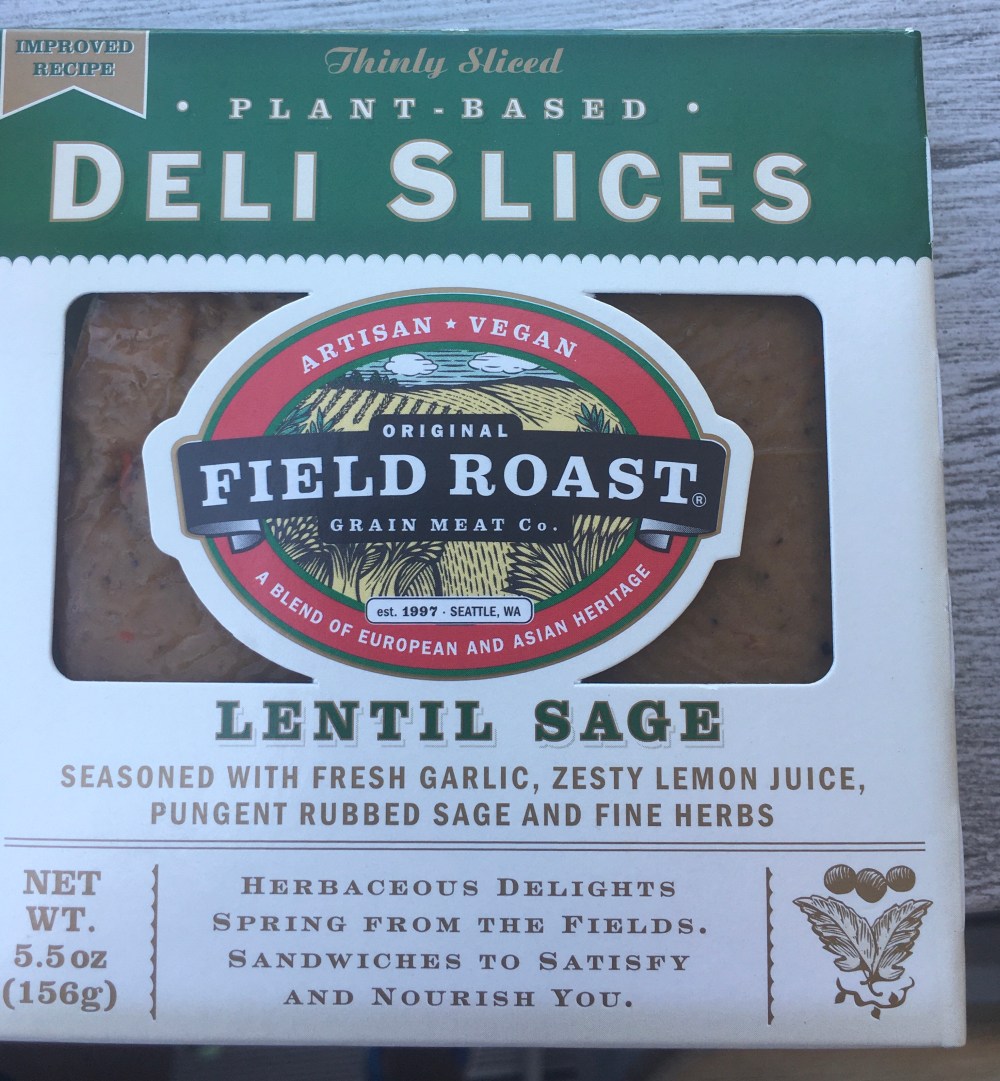 IMPROVED
RECIPE
Thinly Sliced
• PLANT-BASED •
DELI SLICES
ARTISAN ★ VEGAN
ORIGINAL
FIELD ROAST®
GRAIN MEAT Co.
est. 1997 · SEATTLE, WA
A BLEND OF EUROPEAN AND ASIAN HERITAGE
LENTIL SAGE
SEASONED WITH FRESH GARLIC, ZESTY LEMON JUICE,
PUNGENT RUBBED SAGE AND FINE HERBS
NET
WT.
5.5 oz
(156g)
HERBACEOUS DELIGHTS
SPRING FROM THE FIELDS.
SANDWICHES TO SATISFY
AND NOURISH YOU.